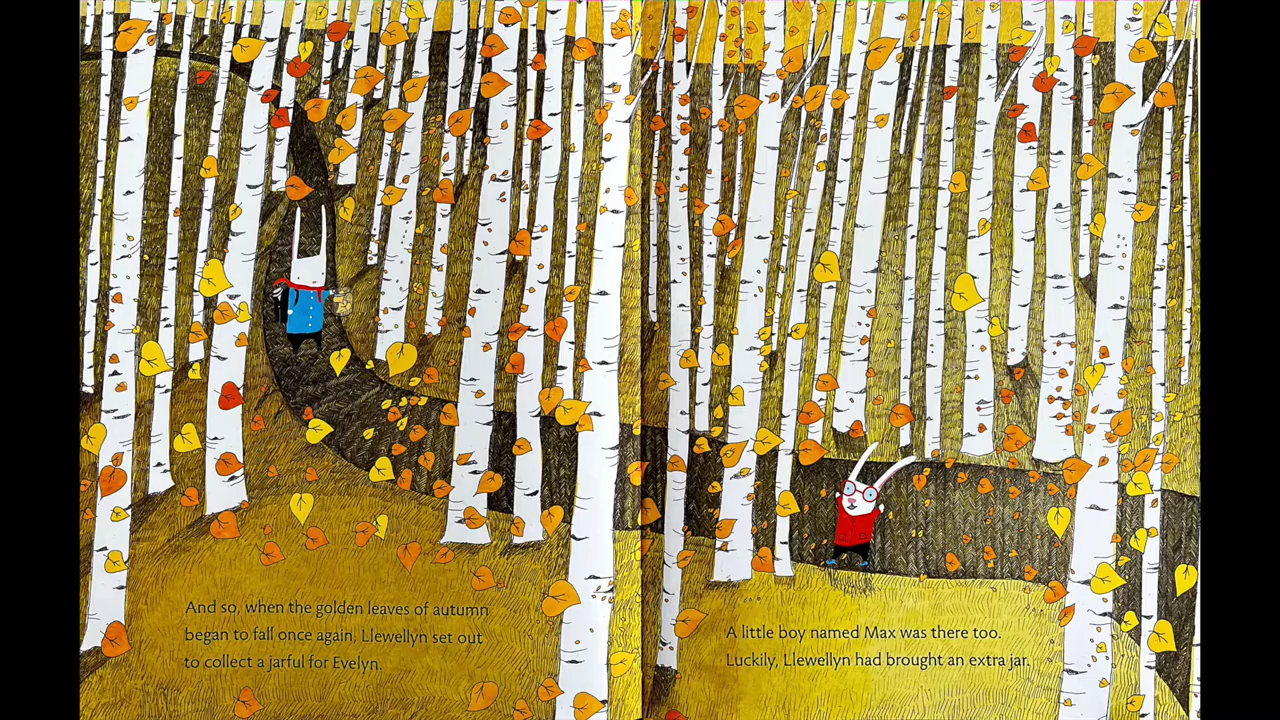 And so, when the golden leaves of autumn
began to fall once again, Llewellyn set out
to collect a jarful for Evelyn.
A little boy named Max was there too.
Luckily, Llewellyn had brought an extra jar.